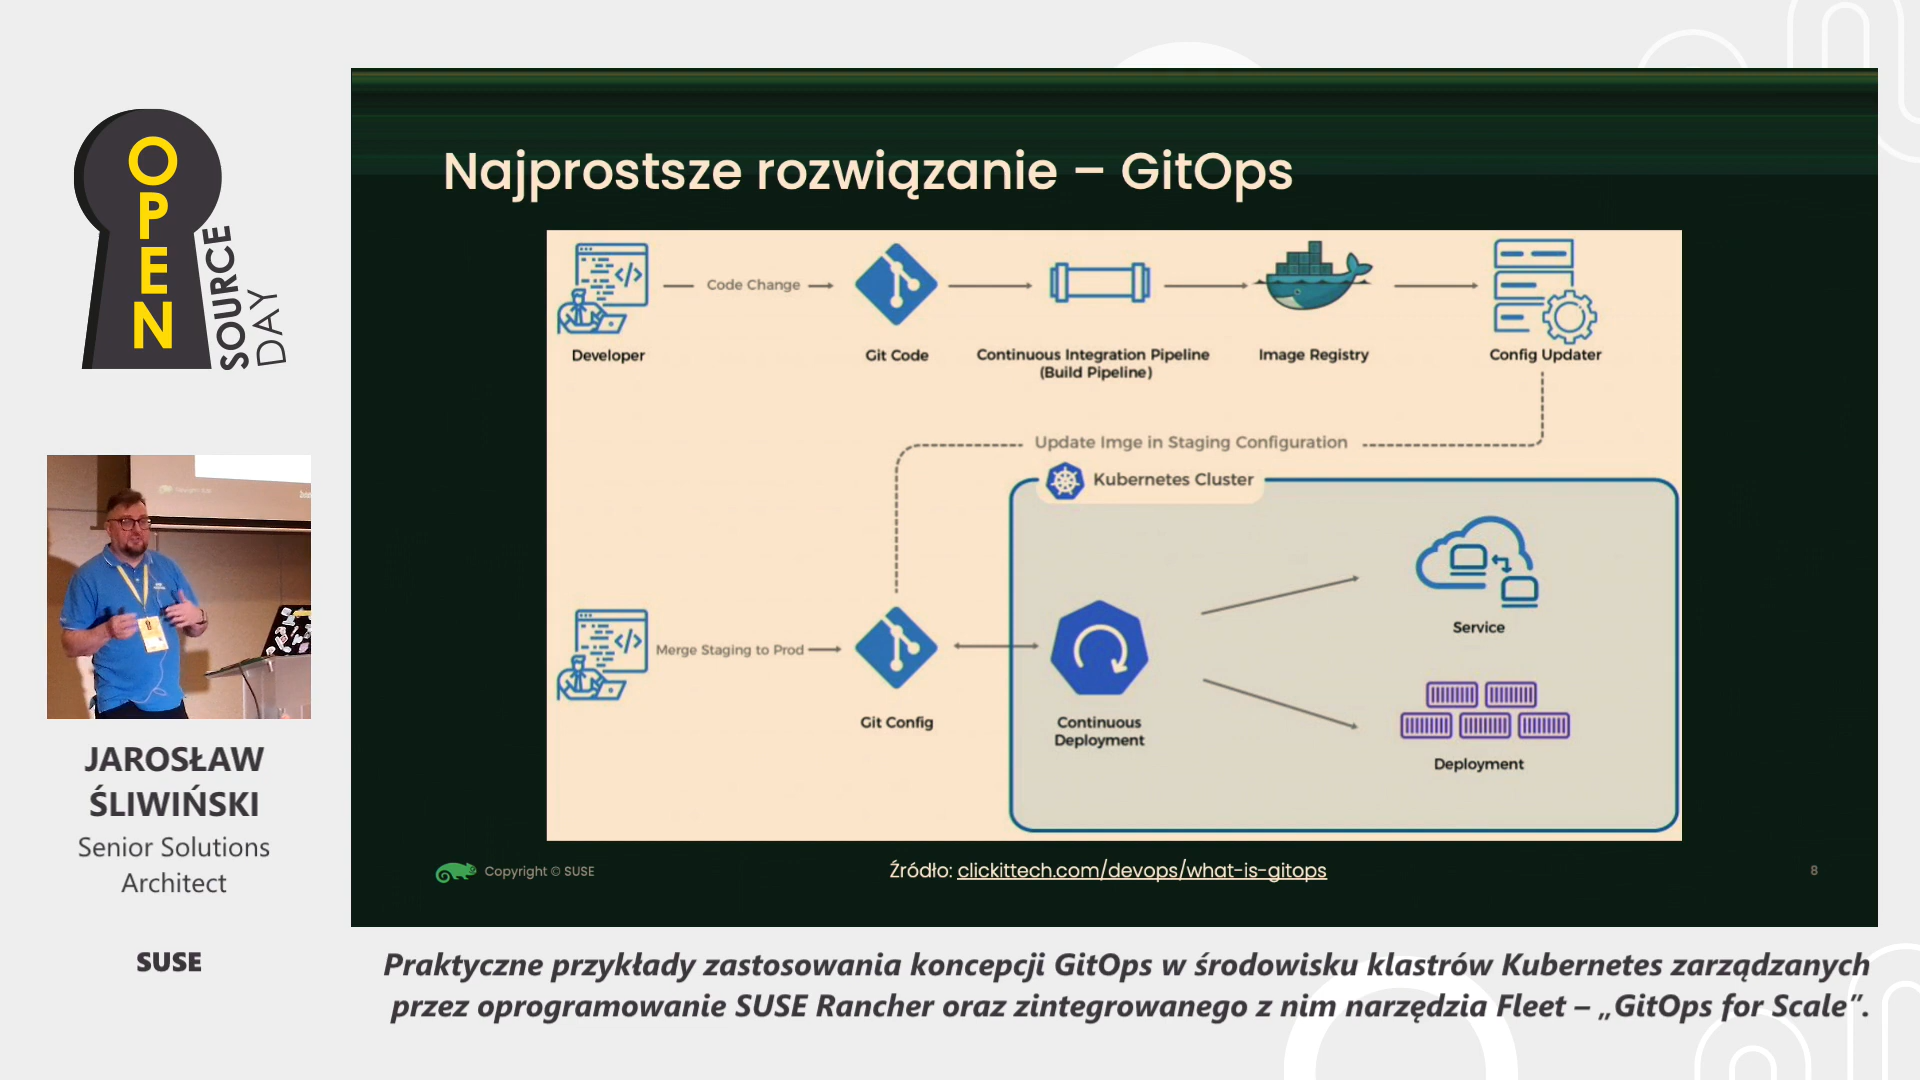 OPEN
SOURCE
DAY
JAROSŁAW
ŚLIWIŃSKI
Senior Solutions
Architect
SUSE
Najprostsze rozwiązanie – GitOps
Code Change
Developer
Git Code
Continuous Integration Pipeline
(Build Pipeline)
Image Registry
Config Updater
Update Imge in Staging Configuration
Kubernetes Cluster
Merge Staging to Prod
Git Config
Continuous
Deployment
Service
Deployment
Copyright © SUSE
Źródło: clickittech.com/devops/what-is-gitops
8
Praktyczne przykłady zastosowania koncepcji GitOps w środowisku klastrów Kubernetes zarządzanych
przez oprogramowanie SUSE Rancher oraz zintegrowanego z nim narzędzia Fleet – „GitOps for Scale”.